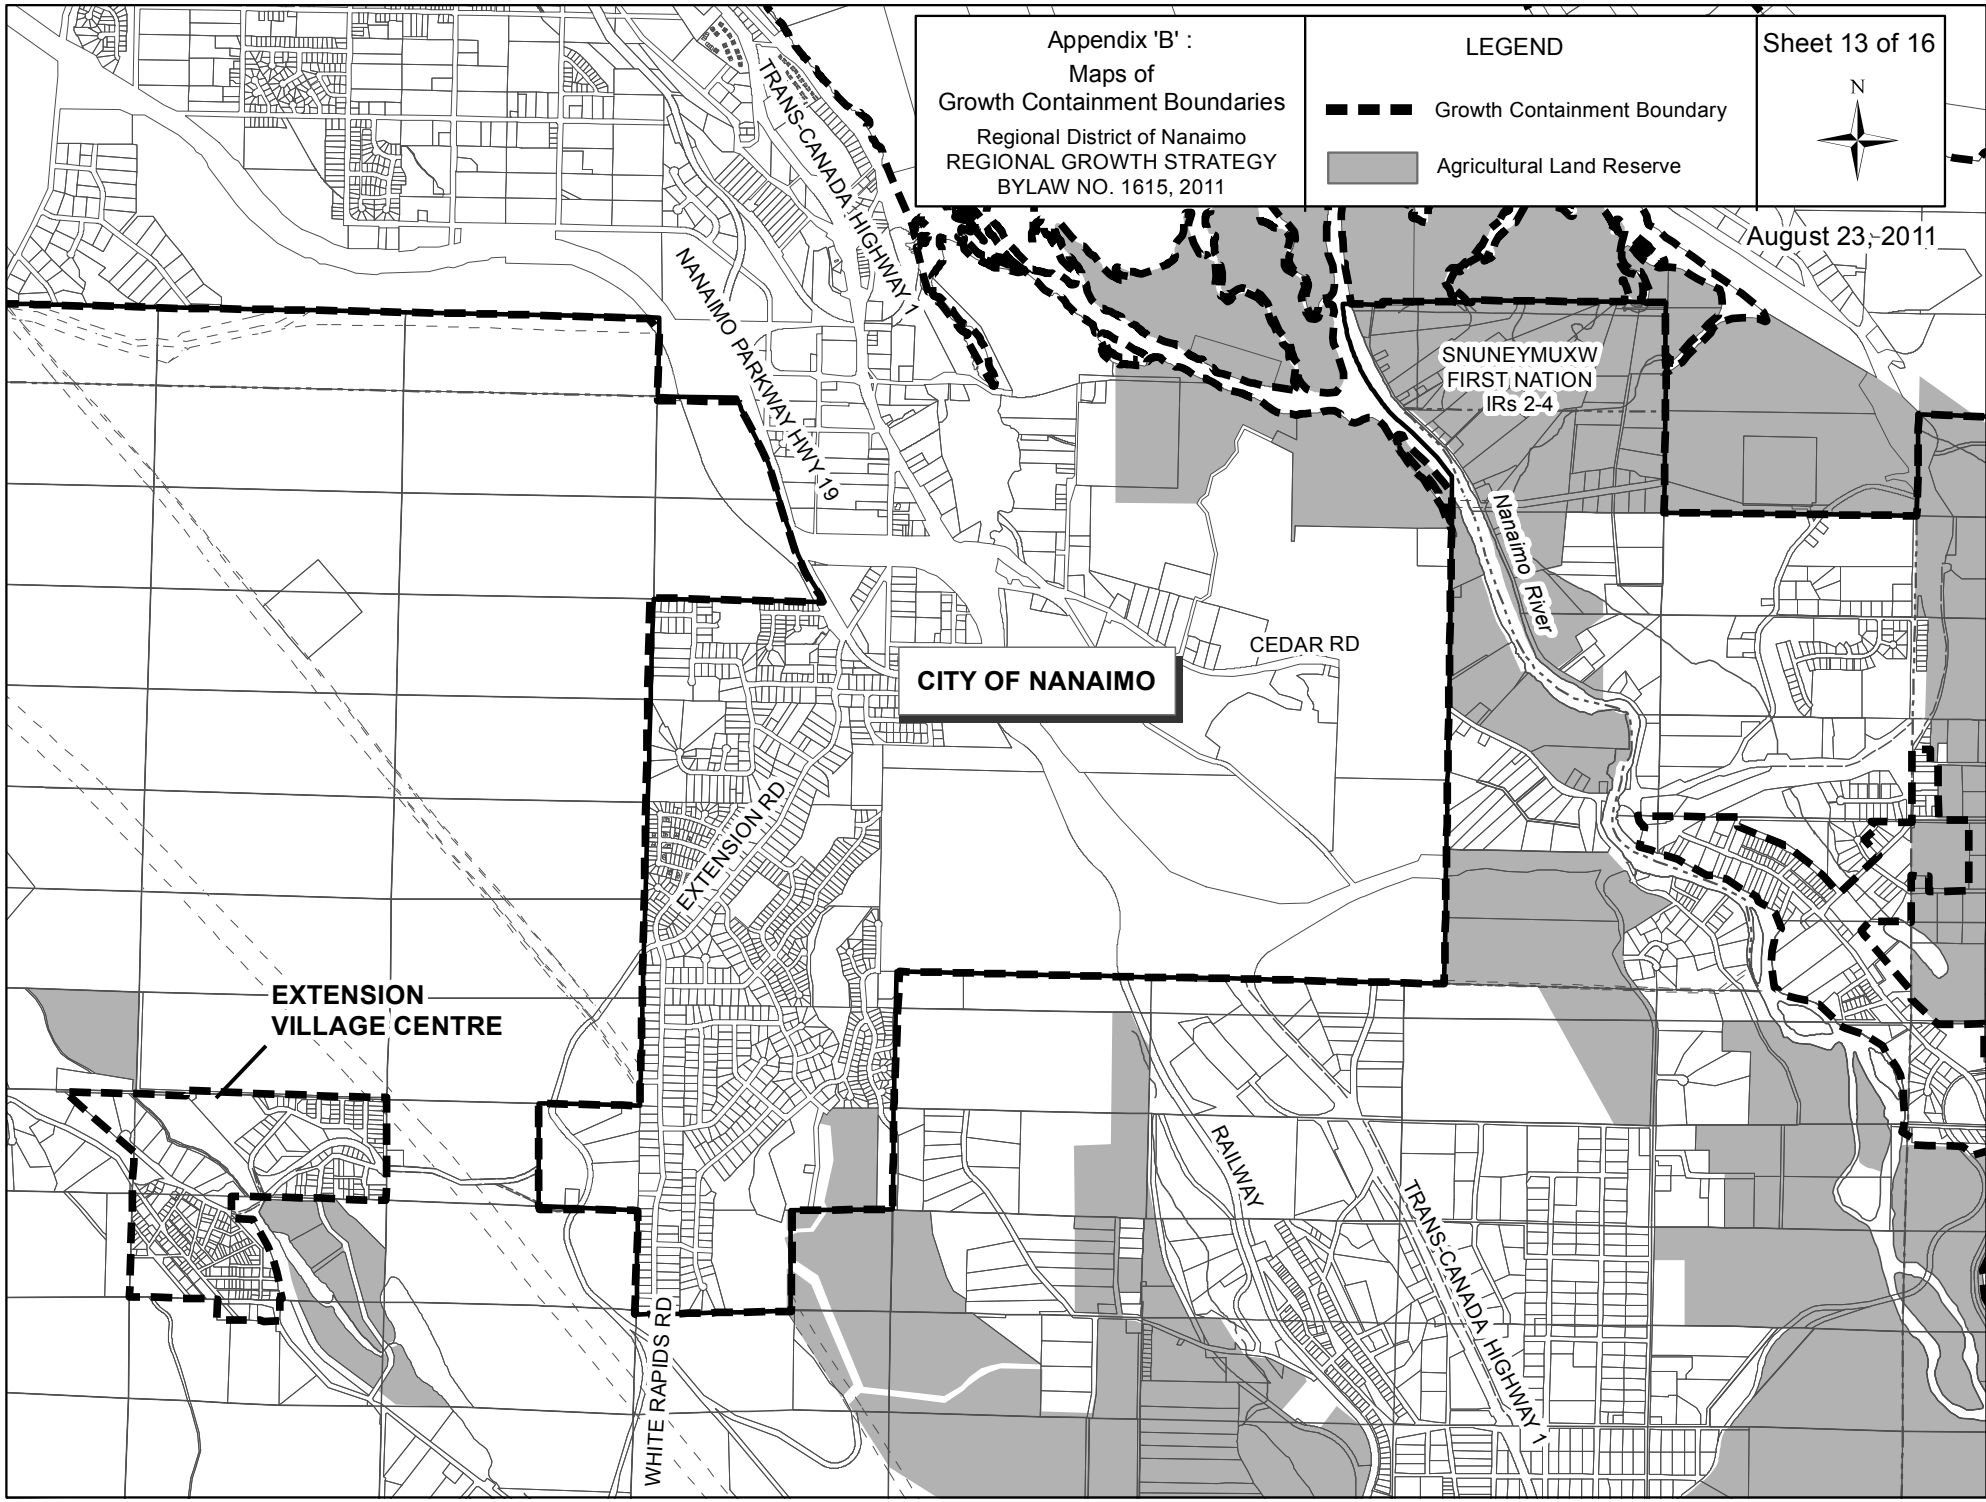 Appendix 'B' :
Maps of
Growth Containment Boundaries
Regional District of Nanaimo
REGIONAL GROWTH STRATEGY
BYLAW NO. 1615, 2011
LEGEND
Growth Containment Boundary
Agricultural Land Reserve
Sheet 13 of 16
N
August 23, 2011
TRANS-CANADA HIGHWAY 1
NANAIMO PARKWAY HWY 19
SNUNEYMUXW
FIRST NATION
IRs 2-4
Nanaimo River
CEDAR RD
CITY OF NANAIMO
EXTENSION RD
EXTENSION
VILLAGE CENTRE
RAILWAY
TRANS-CANADA HIGHWAY 1
WHITE RAPIDS RD